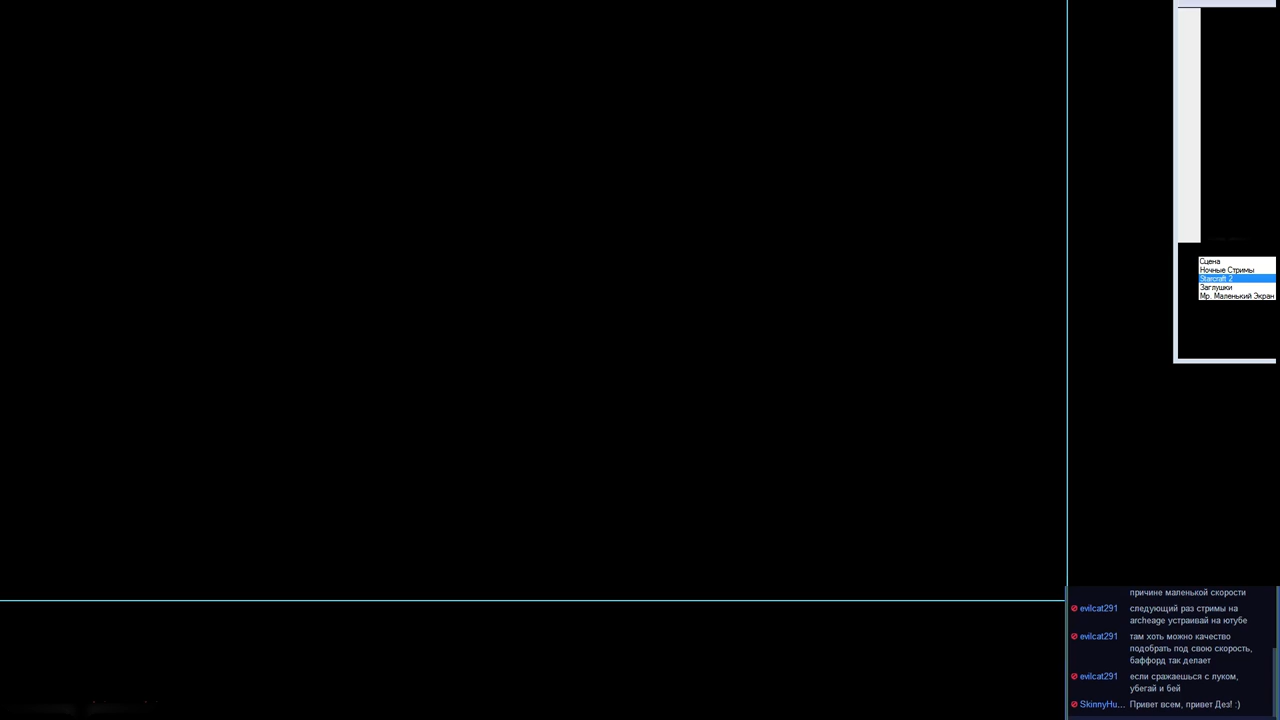 Сцена
Ночные Стримы
Starcraft 2
Заглушки
Мр. Маленький Экран
причине маленькой скорости
evilcat291 следующий раз стримы на
archeage устраивай на ютубе
evilcat291 там хоть можно качество
подобрать под свою скорость,
баффорд так делает
evilcat291 если сражаешься с луком,
убегай и бей
SkinnyHu... Привет всем, привет Дез! :)